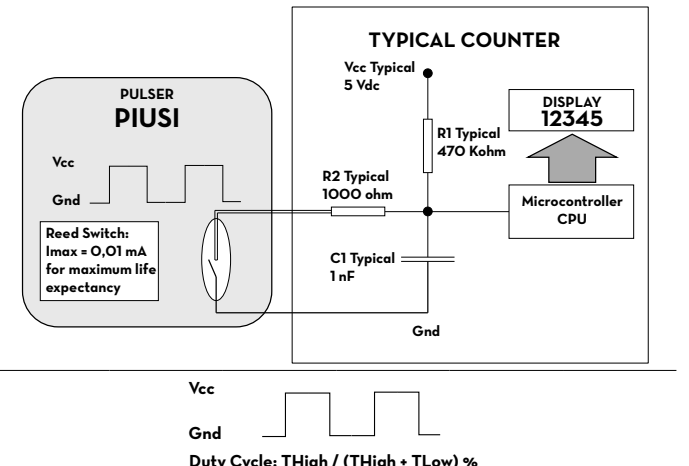 TYPICAL COUNTER
PULSER
PIUSI
Vcc
Gnd
Reed Switch:
Imax = 0,01 mA
for maximum life
expectancy
Vcc Typical
5 Vdc
R1 Typical
470 Kohm
R2 Typical
1000 ohm
C1 Typical
1 nF
Gnd
DISPLAY
12345
Microcontroller
CPU
Vcc
Gnd
Duty Cycle: THigh / (THigh + TLow) %